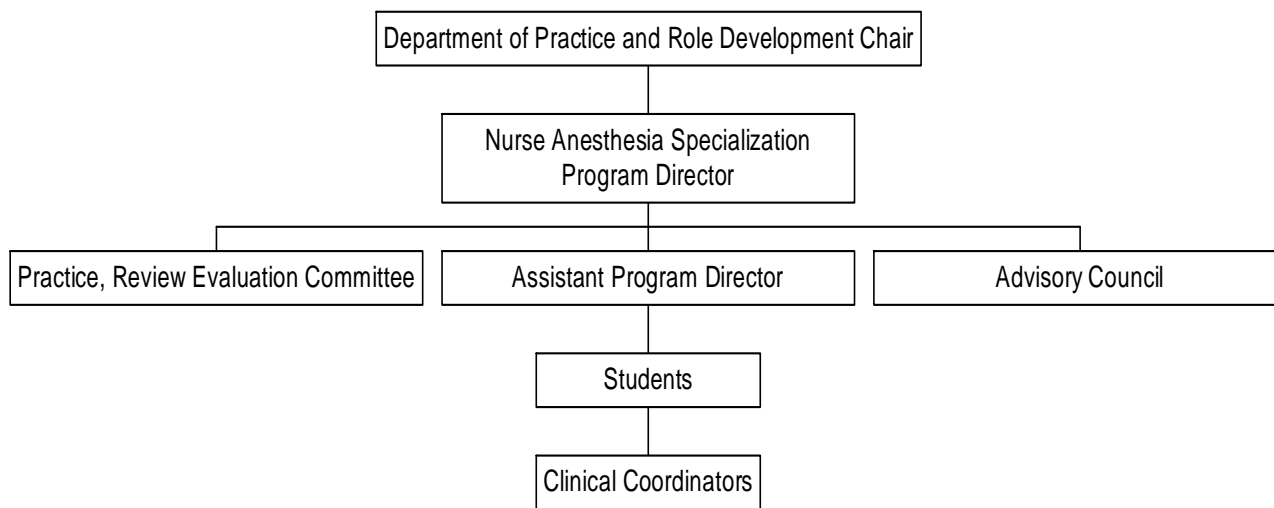 Department of Practice and Role Development Chair
Nurse Anesthesia Specialization
Program Director
Practice, Review Evaluation Committee
Assistant Program Director
Advisory Council
Students
Clinical Coordinators